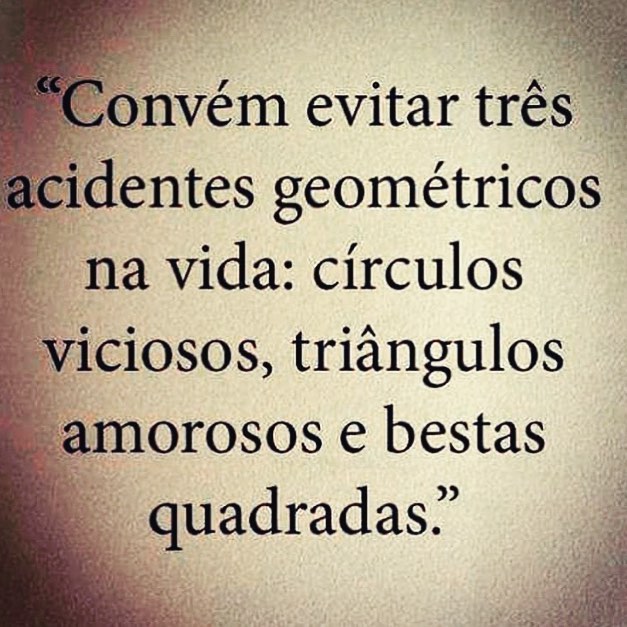 “Convém evitar três
acidentes geométricos
na vida: círculos
viciosos, triângulos
amorosos e bestas
quadradas.”